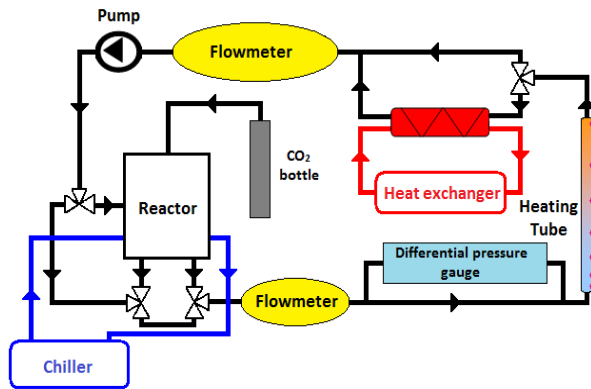 Pump
Flowmeter
CO₂
bottle
Reactor
Heat exchanger
Heating
Tube
Differential pressure
gauge
Flowmeter
Chiller